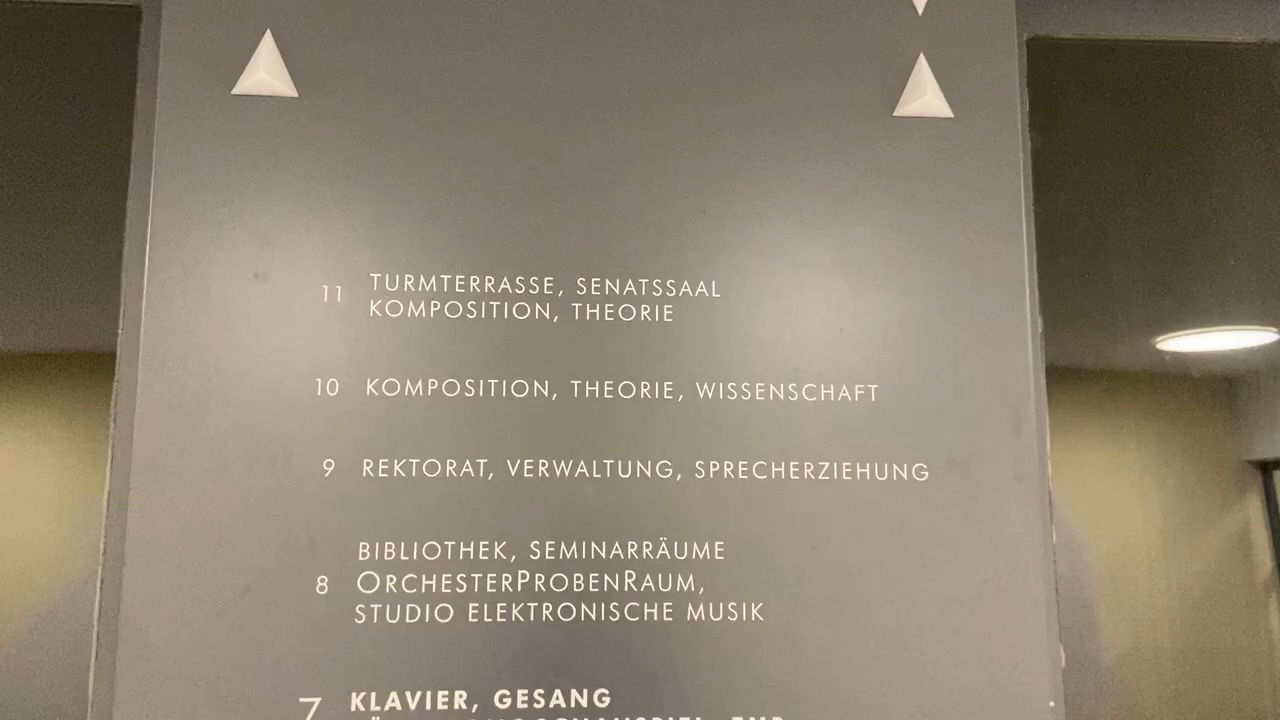 11 TURMTERRASSE, SENATSSAAL
KOMPOSITION, THEORIE
10 KOMPOSITION, THEORIE, WISSENSCHAFT
9 REKTORAT, VERWALTUNG, SPRECHERZIEHUNG
BIBLIOTHEK, SEMINARRÄUME
8 ORCHESTERPROBENRAUM,
STUDIO ELEKTRONISCHE MUSIK
7 KLAVIER, GESANG